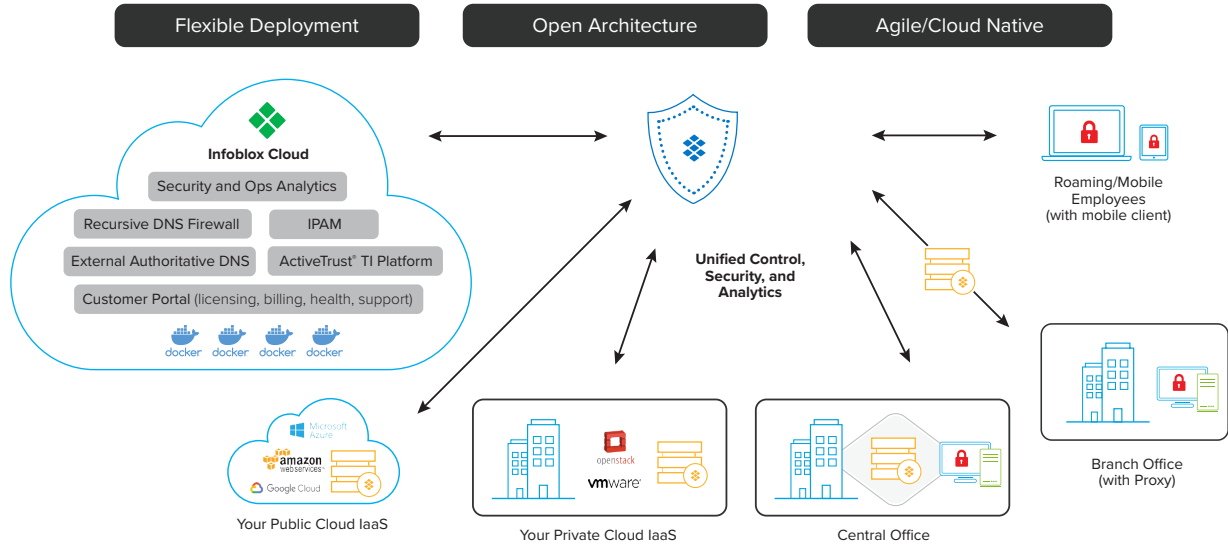 Flexible Deployment
Open Architecture
Agile/Cloud Native
Infoblox Cloud
Security and Ops Analytics
Recursive DNS Firewall
IPAM
External Authoritative DNS
ActiveTrust® TI Platform
Customer Portal (licensing, billing, health, support)
docker
docker
docker
docker
Unified Control,
Security, and
Analytics
Roaming/Mobile
Employees
(with mobile client)
Microsoft
Azure
amazon
webservices™
Google Cloud
Your Public Cloud IaaS
openstack
vmware®
Your Private Cloud IaaS
Central Office
Branch Office
(with Proxy)